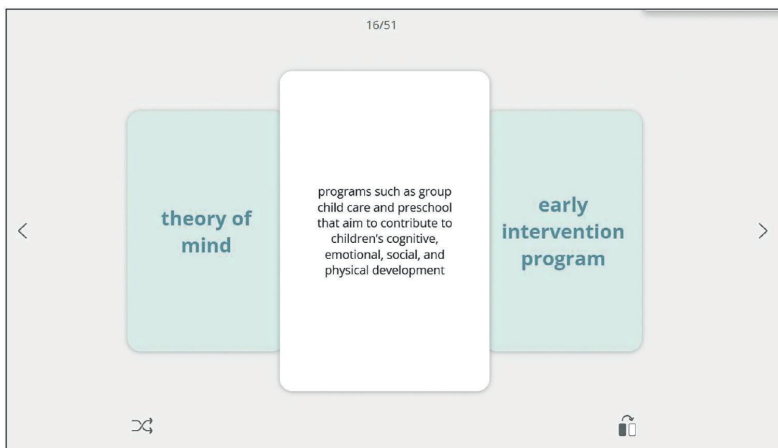 16/51
theory of
mind
programs such as group
child care and preschool
that aim to contribute to
children's cognitive,
emotional, social, and
physical development
early
intervention
program